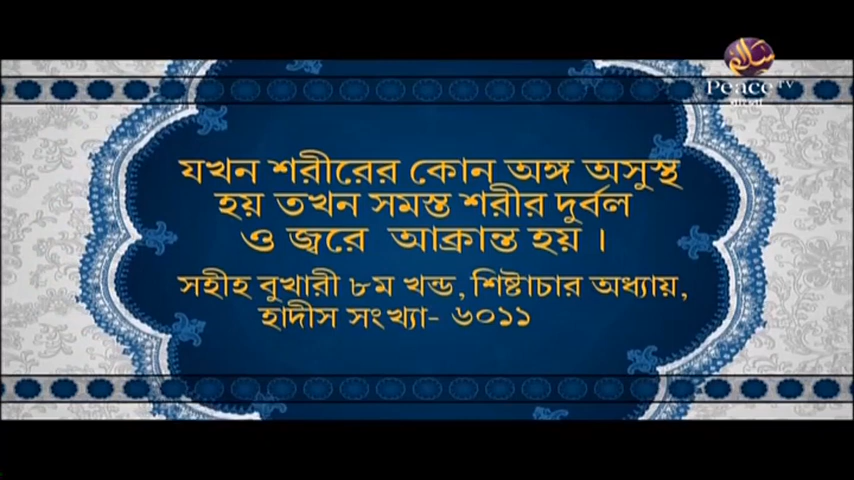 Peace TV
বাংলা
যখন শরীরের কোন অঙ্গ অসুস্থ
হয় তখন সমস্ত শরীর দুর্বল
ও জ্বরে আক্রান্ত হয় ।
সহীহ বুখারী ৮ম খন্ড, শিষ্টাচার অধ্যায়,
হাদীস সংখ্যা- ৬০১১